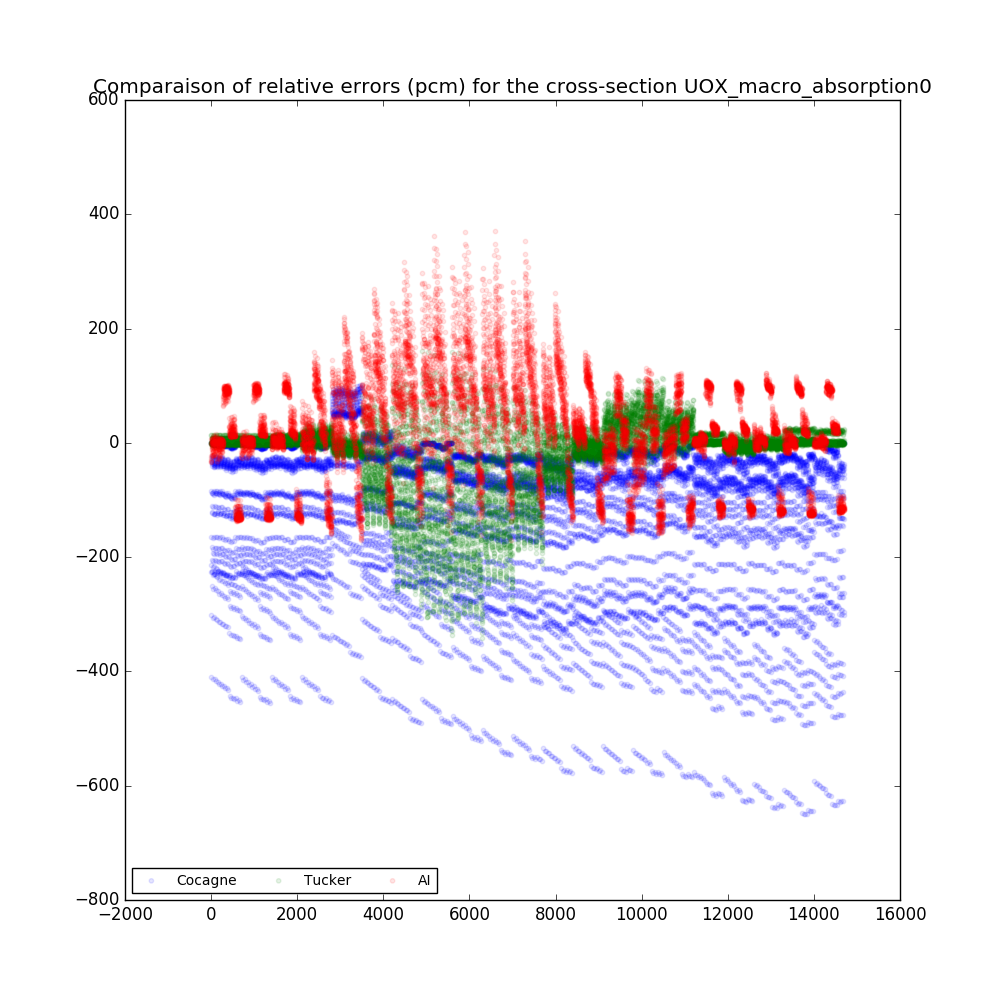 Comparaison of relative errors (pcm) for the cross-section UOX_macro_absorption0
600
400
200
0
−200
−400
−600
−800
Cocagne Tucker AI
−2000 0 2000 4000 6000 8000 10000 12000 14000 16000